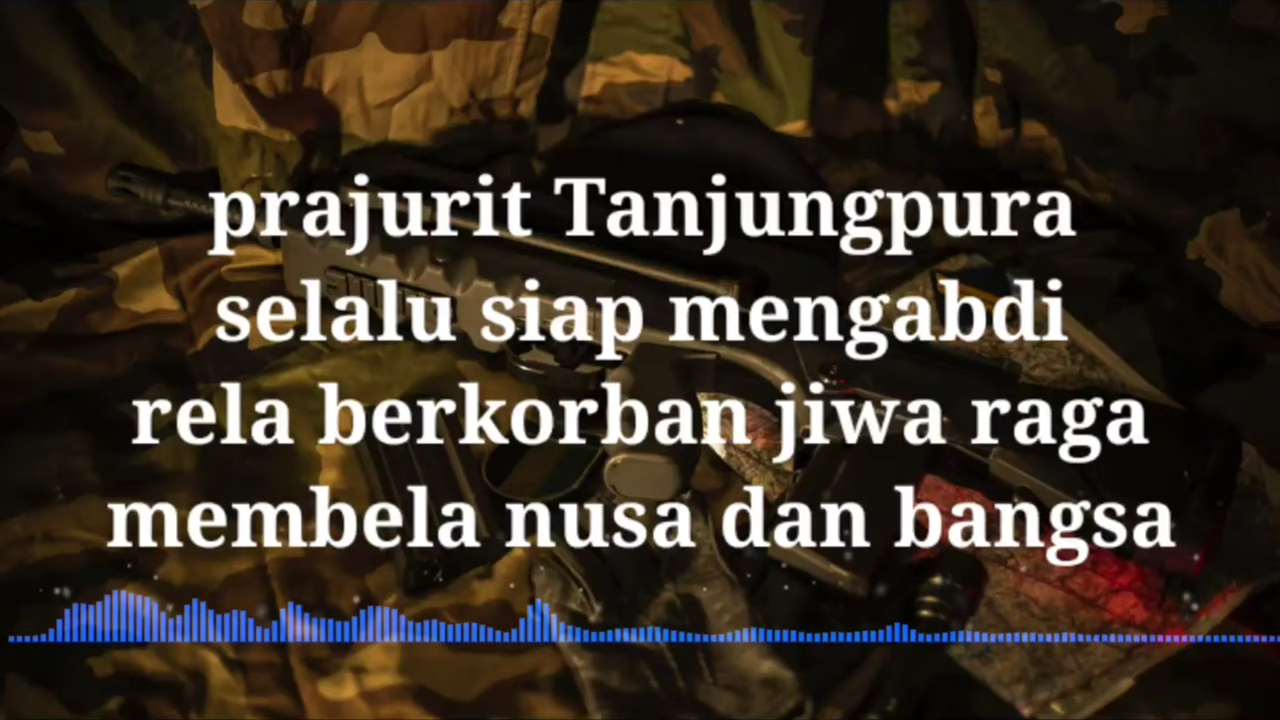 prajurit Tanjungpura
selalu siap mengabdi
rela berkorban jiwa raga
membela nusa dan bangsa